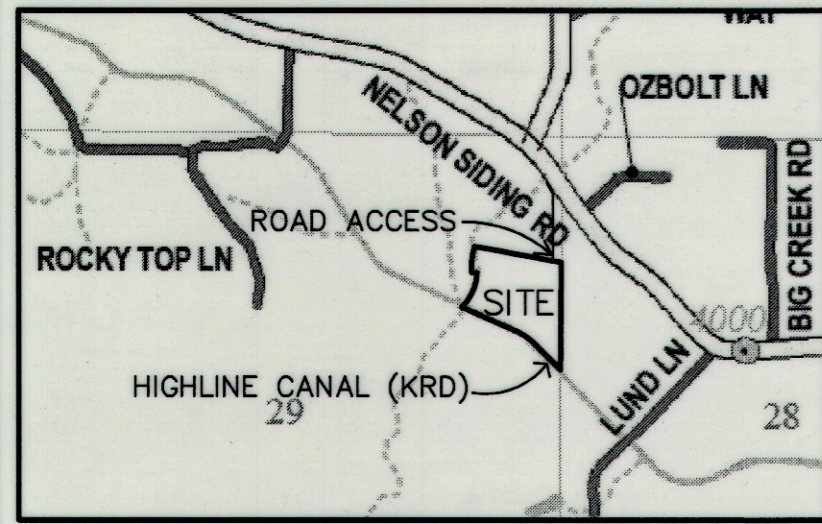 WAY
OZBOLT LN
NELSON SIDING RD
BIG CREEK RD
ROAD ACCESS
ROCKY TOP LN
SITE
4000
HIGHLINE CANAL (KRD)
LUND LN
29
28